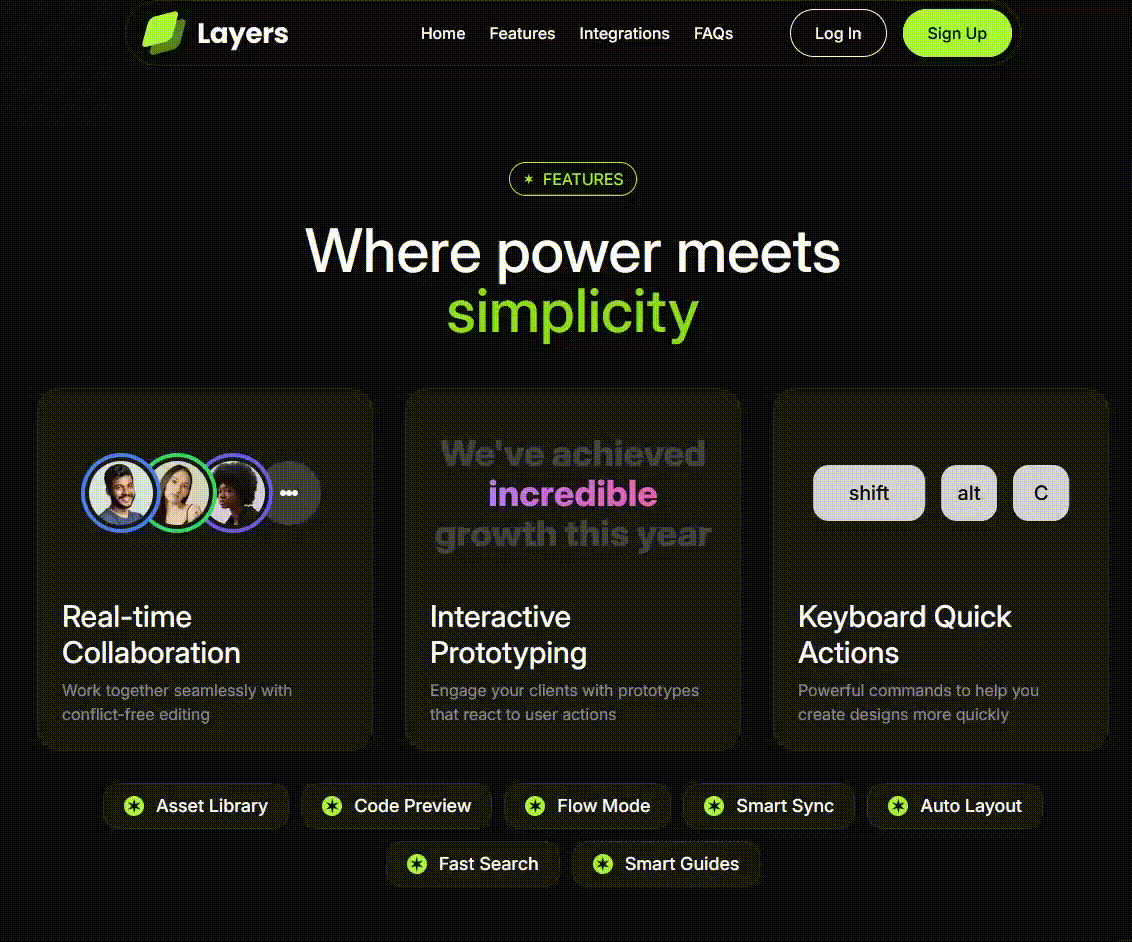 Layers
Home Features Integrations FAQs Log In Sign Up
FEATURES
Where power meets
simplicity
We've achieved
incredible
growth this year
shift alt C
Real-time
Collaboration
Work together seamlessly with
conflict-free editing
Interactive
Prototyping
Engage your clients with prototypes
that react to user actions
Keyboard Quick
Actions
Powerful commands to help you
create designs more quickly
Asset Library Code Preview Flow Mode Smart Sync Auto Layout
Fast Search Smart Guides